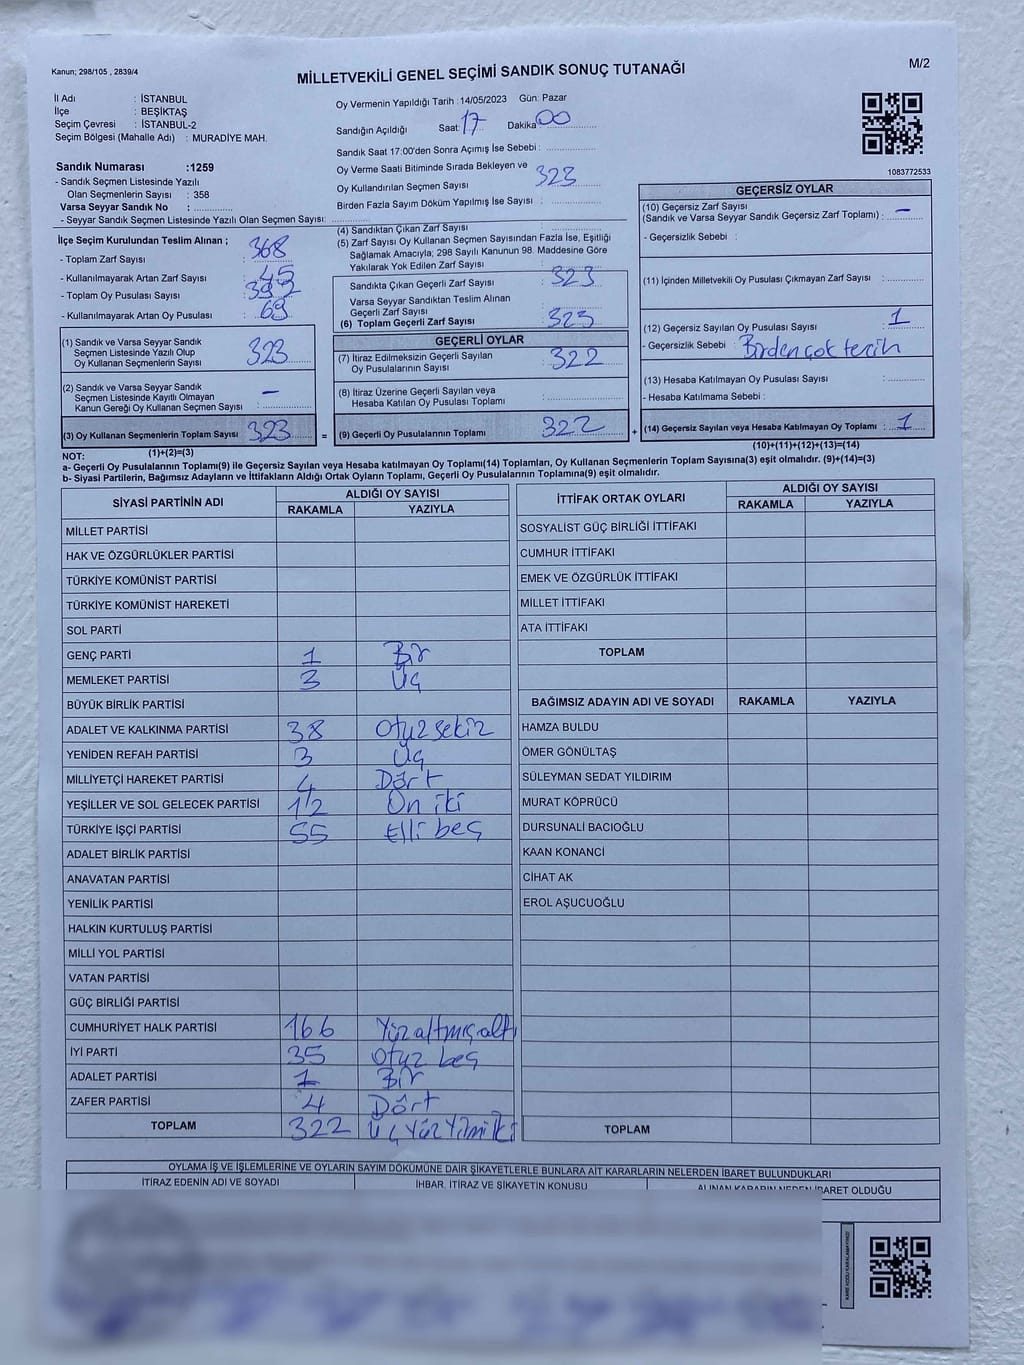 Kanun; 298/105 , 2839/4
MİLLETVEKİLİ GENEL SEÇİMİ SANDIK SONUÇ TUTANAĞI
M/2
İl Adı : İSTANBUL
İlçe : BEŞİKTAŞ
Seçim Çevresi : İSTANBUL-2
Seçim Bölgesi (Mahalle Adı) : MURADİYE MAH.
Oy Vermenin Yapıldığı Tarih : 14/05/2023 Gün: Pazar
Sandığın Açıldığı Saat: 17 Dakika: 00
Sandık Saat 17:00'den Sonra Açımış İse Sebebi :
Sandık Numarası :1259
- Sandık Seçmen Listesinde Yazılı
Olan Seçmenlerin Sayısı : 358
Varsa Seyyar Sandık No :
- Seyyar Sandık Seçmen Listesinde Yazılı Olan Seçmen Sayısı:
Oy Verme Saati Bitiminde Sırada Bekleyen ve
Oy Kullandırılan Seçmen Sayısı : 323
Birden Fazla Sayım Döküm Yapılmış İse Sayısı :
1083772533
İlçe Seçim Kurulundan Teslim Alınan ;
- Toplam Zarf Sayısı : 368
- Kullanılmayarak Artan Zarf Sayısı : 45
- Toplam Oy Pusulası Sayısı : 392
- Kullanılmayarak Artan Oy Pusulası : 69
(1) Sandık ve Varsa Seyyar Sandık
Seçmen Listesinde Yazılı Olup
Oy Kullanan Seçmenlerin Sayısı : 323
(2) Sandık ve Varsa Seyyar Sandık
Seçmen Listesinde Kayıtlı Olmayan
Kanun Gereği Oy Kullanan Seçmen Sayısı : –
(3) Oy Kullanan Seçmenlerin Toplam Sayısı : 323
(1)+(2)=(3)
(4) Sandıktan Çıkan Zarf Sayısı :
(5) Zarf Sayısı Oy Kullanan Seçmen Sayısından Fazla İse, Eşitliği
Sağlamak Amacıyla; 298 Sayılı Kanunun 98. Maddesine Göre
Yakılarak Yok Edilen Zarf Sayısı :
Sandıkta Çıkan Geçerli Zarf Sayısı : 323
Varsa Seyyar Sandıktan Teslim Alınan
Geçerli Zarf Sayısı :
(6) Toplam Geçerli Zarf Sayısı : 323
GEÇERLİ OYLAR
(7) İtiraz Edilmeksizin Geçerli Sayılan
Oy Pusulalarının Sayısı : 322
(8) İtiraz Üzerine Geçerli Sayılan veya
Hesaba Katılan Oy Pusulası Toplamı :
= (9) Geçerli Oy Pusulalarının Toplamı : 322 +
GEÇERSİZ OYLAR
(10) Geçersiz Zarf Sayısı
(Sandık ve Varsa Seyyar Sandık Geçersiz Zarf Toplamı) : –
- Geçersizlik Sebebi :
(11) İçinden Milletvekili Oy Pusulası Çıkmayan Zarf Sayısı :
(12) Geçersiz Sayılan Oy Pusulası Sayısı : 1
- Geçersizlik Sebebi : Birden çok tercih
(13) Hesaba Katılmayan Oy Pusulası Sayısı :
- Hesaba Katılmama Sebebi :
(14) Geçersiz Sayılan veya Hesaba Katılmayan Oy Toplamı : 1
(10)+(11)+(12)+(13)=(14)
NOT:
a- Geçerli Oy Pusulalarının Toplamı(9) ile Geçersiz Sayılan veya Hesaba katılmayan Oy Toplamı(14) Toplamları, Oy Kullanan Seçmenlerin Toplam Sayısına(3) eşit olmalıdır. (9)+(14)=(3)
b- Siyasi Partilerin, Bağımsız Adayların ve İttifakların Aldığı Ortak Oyların Toplamı, Geçerli Oy Pusulalarının Toplamına(9) eşit olmalıdır.
SİYASİ PARTİNİN ADI ALDIĞI OY SAYISI
RAKAMLA YAZIYLA
MİLLET PARTİSİ
HAK VE ÖZGÜRLÜKLER PARTİSİ
TÜRKİYE KOMÜNİST PARTİSİ
TÜRKİYE KOMÜNİST HAREKETİ
SOL PARTİ
GENÇ PARTİ 1 Bir
MEMLEKET PARTİSİ 3 Üç
BÜYÜK BİRLİK PARTİSİ
ADALET VE KALKINMA PARTİSİ 38 Otuzsekiz
YENİDEN REFAH PARTİSİ 3 Üç
MİLLİYETÇİ HAREKET PARTİSİ 4 Dört
YEŞİLLER VE SOL GELECEK PARTİSİ 12 On iki
TÜRKİYE İŞÇİ PARTİSİ 55 Elli beş
ADALET BİRLİK PARTİSİ
ANAVATAN PARTİSİ
YENİLİK PARTİSİ
HALKIN KURTULUŞ PARTİSİ
MİLLİ YOL PARTİSİ
VATAN PARTİSİ
GÜÇ BİRLİĞİ PARTİSİ
CUMHURİYET HALK PARTİSİ 166 Yüzaltmışaltı
İYİ PARTİ 35 Otuz beş
ADALET PARTİSİ 1 Bir
ZAFER PARTİSİ 4 Dört
TOPLAM 322 Üç Yüz Yirmi İki
İTTİFAK ORTAK OYLARI ALDIĞI OY SAYISI
RAKAMLA YAZIYLA
SOSYALİST GÜÇ BİRLİĞİ İTTİFAKI
CUMHUR İTTİFAKI
EMEK VE ÖZGÜRLÜK İTTİFAKI
MİLLET İTTİFAKI
ATA İTTİFAKI
TOPLAM
BAĞIMSIZ ADAYIN ADI VE SOYADI RAKAMLA YAZIYLA
HAMZA BULDU
ÖMER GÖNÜLTAŞ
SÜLEYMAN SEDAT YILDIRIM
MURAT KÖPRÜCÜ
DURSUNALİ BACIOĞLU
KAAN KONANCİ
CİHAT AK
EROL AŞUCUOĞLU
TOPLAM
OYLAMA İŞ VE İŞLEMLERİNE VE OYLARIN SAYIM DÖKÜMÜNE DAİR ŞİKAYETLERLE BUNLARA AİT KARARLARIN NELERDEN İBARET BULUNDUKLARI
İTİRAZ EDENİN ADI VE SOYADI İHBAR, İTİRAZ VE ŞİKAYETİN KONUSU ALINAN KARARIN NEDEN İBARET OLDUĞU